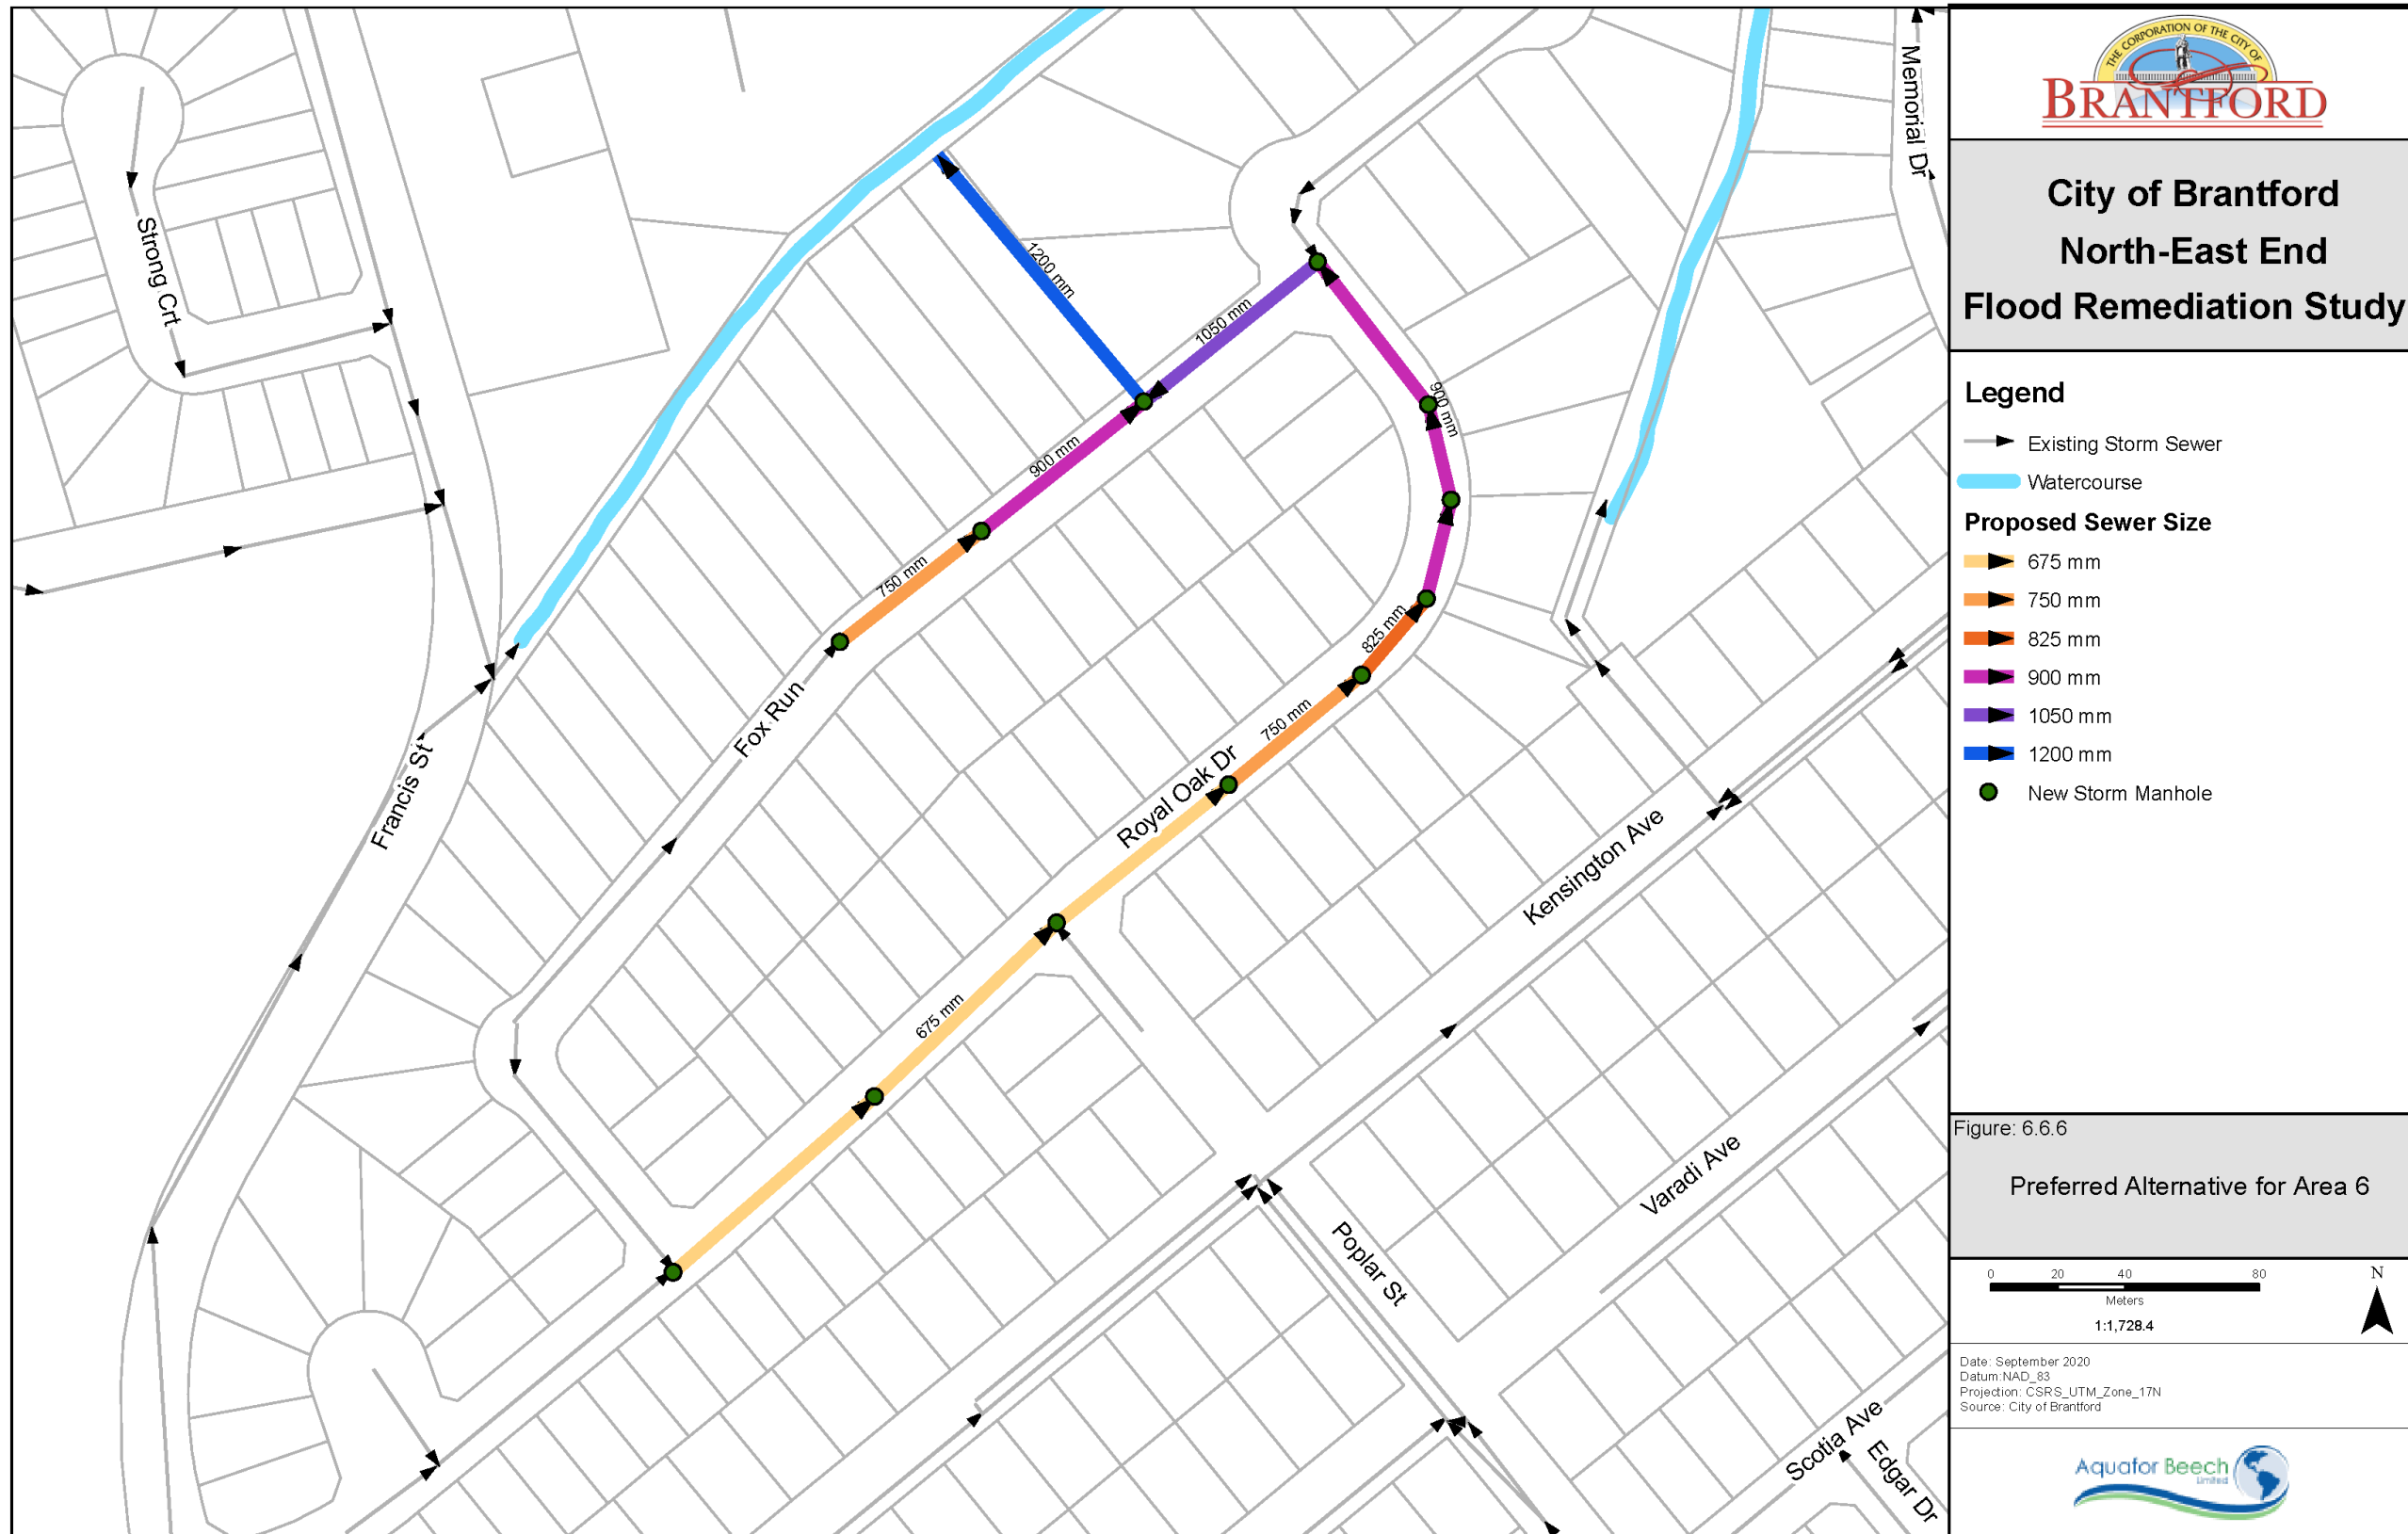 Strong Crt
Francis St
Fox Run
Royal Oak Dr
Kensington Ave
Varadi Ave
Poplar St
Scotia Ave
Edgar Dr
Memorial Dr
1200 mm
1050 mm
900 mm
900 mm
750 mm
825 mm
750 mm
675 mm
THE CORPORATION OF THE CITY OF
BRANTFORD
City of Brantford
North-East End
Flood Remediation Study
Legend
Existing Storm Sewer
Watercourse
Proposed Sewer Size
675 mm
750 mm
825 mm
900 mm
1050 mm
1200 mm
New Storm Manhole
Figure: 6.6.6
Preferred Alternative for Area 6
0 20 40 80
Meters
1:1,728.4
N
Date: September 2020
Datum:NAD_83
Projection: CSRS_UTM_Zone_17N
Source: City of Brantford
Aquafor Beech
Limited